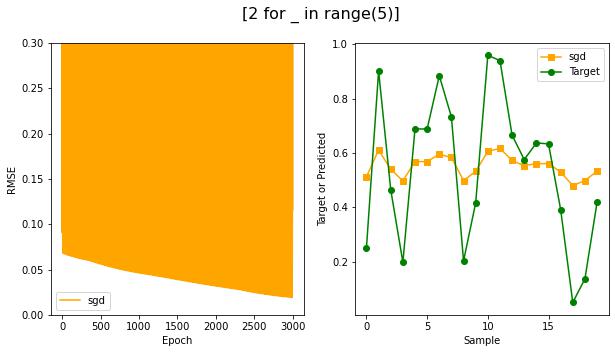 [2 for _ in range(5)]
RMSE
0.30
0.25
0.20
0.15
0.10
0.05
0.00
sgd
0 500 1000 1500 2000 2500 3000
Epoch
Target or Predicted
1.0
0.8
0.6
0.4
0.2
sgd
Target
0 5 10 15
Sample